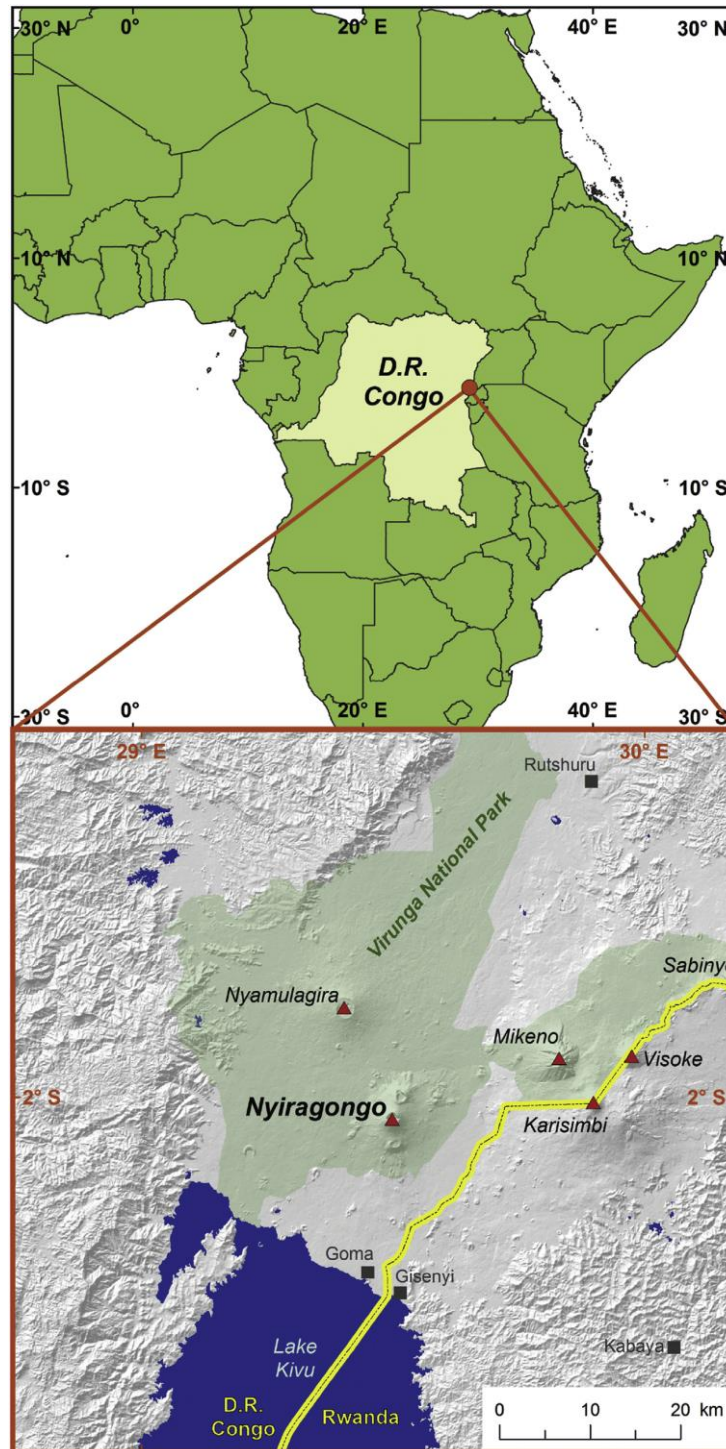 30° N 0° 20° E 40° E 30° N
10° N 10° N
D.R.
Congo
10° S 10° S
30° S 0° 20° E 40° E 30° S
29° E 30° E
Rutshuru
Virunga National Park
Sabiny
Nyamulagira
Mikeno
Visoke
2° S Nyiragongo 2° S
Karisimbi
Goma
Gisenyi
Lake
Kivu
Kabaya
D.R.
Congo
Rwanda
0 10 20 km